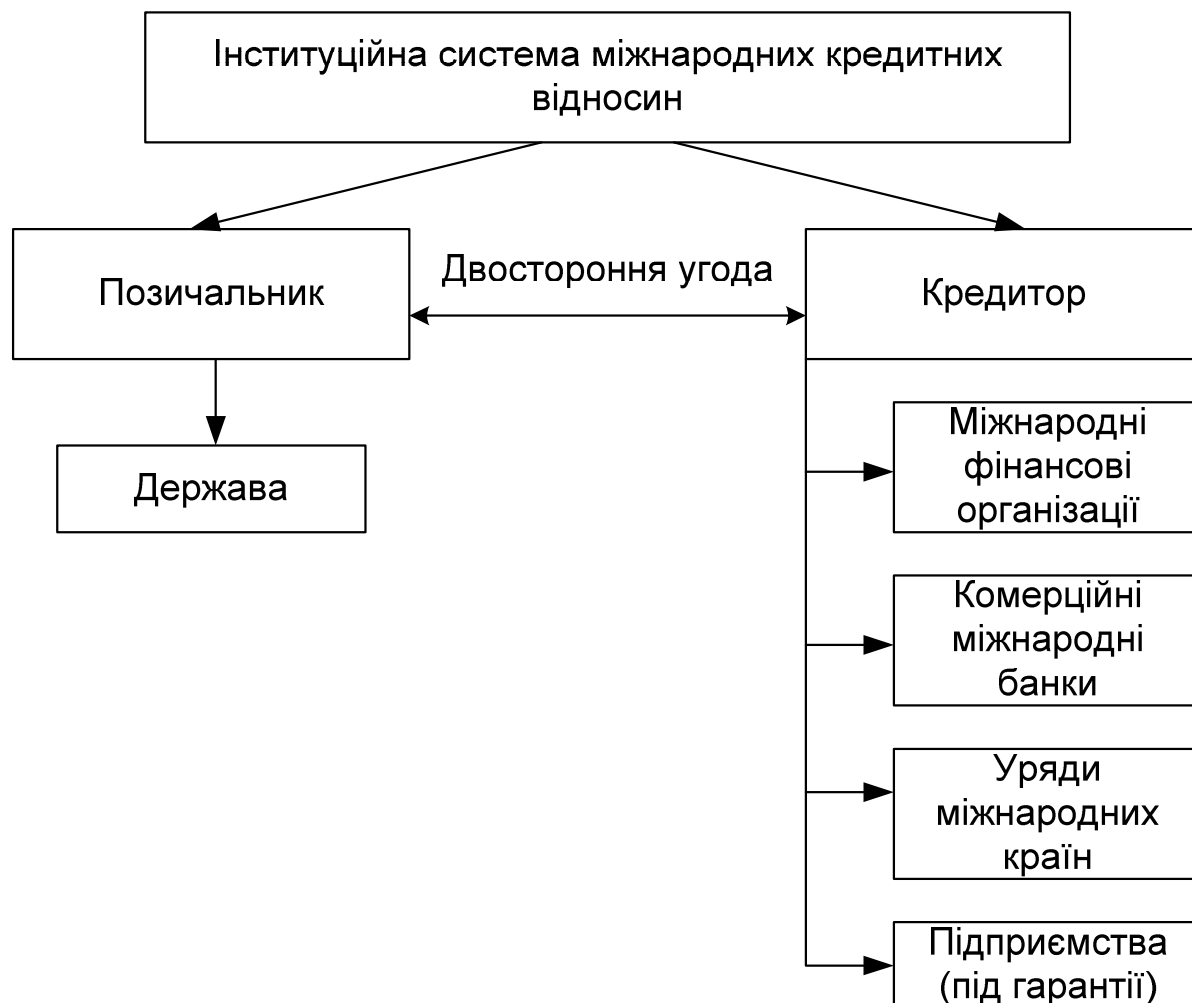 Інституційна система міжнародних кредитних
відносин
Позичальник
Двостороння угода
Кредитор
Держава
Міжнародні
фінансові
організації
Комерційні
міжнародні
банки
Уряди
міжнародних
країн
Підприємства
(під гарантії)